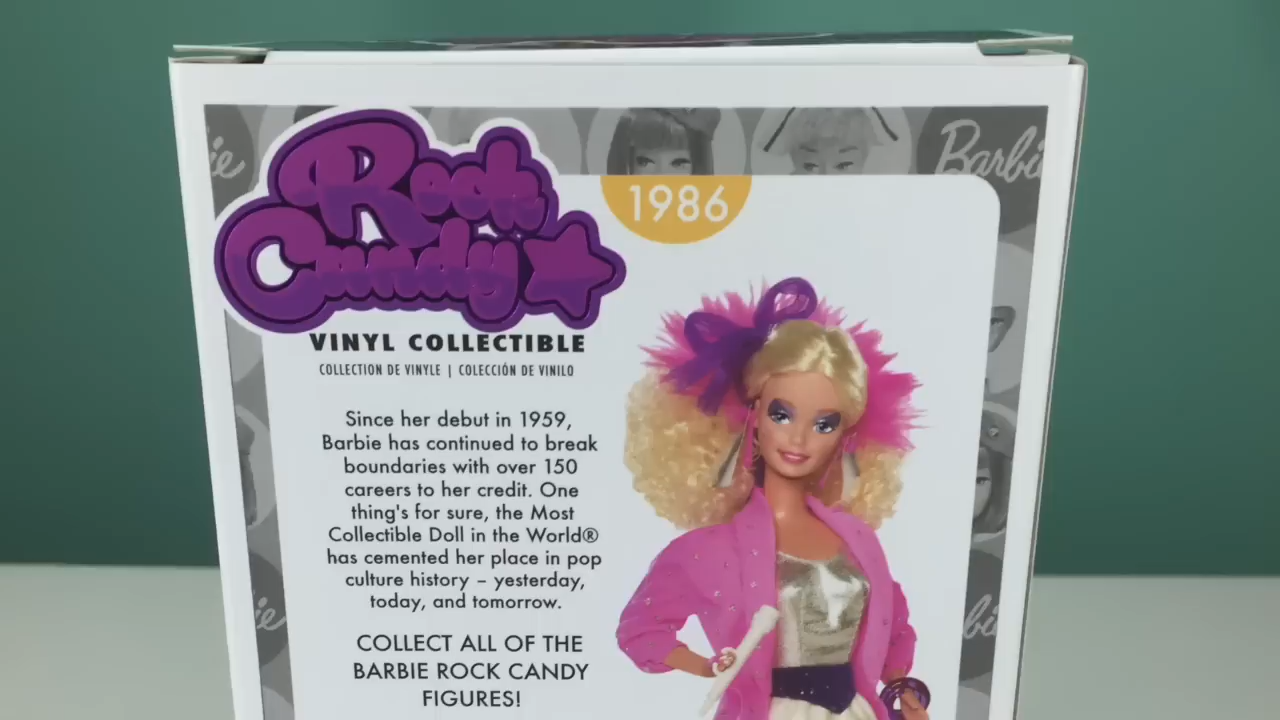 Barbie
1986
Rock
Candy
VINYL COLLECTIBLE
COLLECTION DE VINYLE | COLECCIÓN DE VINILO
Since her debut in 1959,
Barbie has continued to break
boundaries with over 150
careers to her credit. One
thing's for sure, the Most
Collectible Doll in the World®
has cemented her place in pop
culture history – yesterday,
today, and tomorrow.
COLLECT ALL OF THE
BARBIE ROCK CANDY
FIGURES!